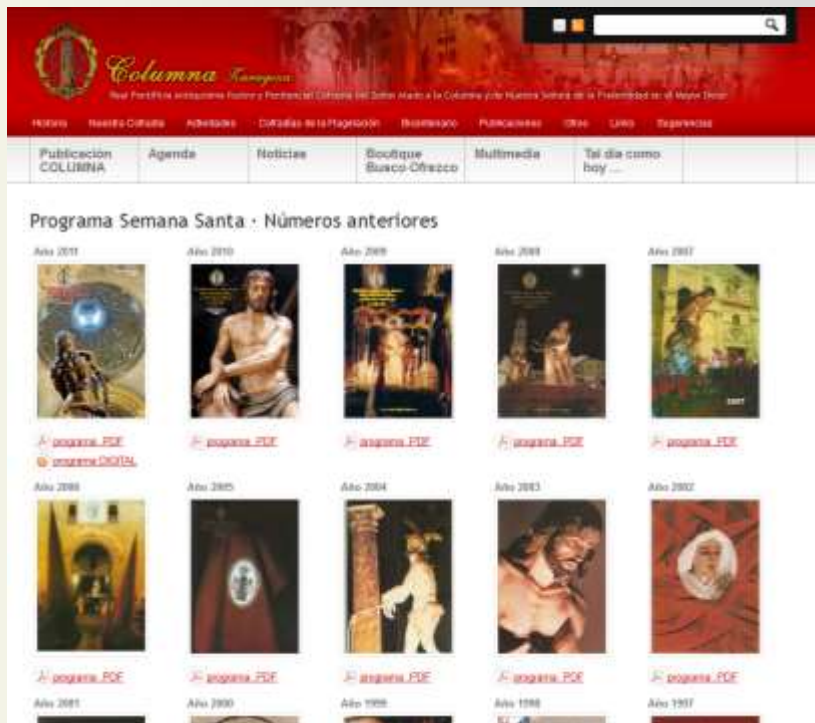 Columna Zaragoza
Historia Nuestra Cofradía Actividades Cofradías de la Flagelación Bicentenario Publicaciones Otros Links Sugerencias
Publicación COLUMNA
Agenda
Noticias
Boutique Busco-Ofrezco
Multimedia
Tal día como hoy ...
Programa Semana Santa · Números anteriores
Año 2011 Año 2010 Año 2009 Año 2008 Año 2007
2007
programa .PDF programa .PDF programa .PDF programa .PDF programa .PDF
programa DIGITAL
Año 2006 Año 2005 Año 2004 Año 2003 Año 2002
programa .PDF programa .PDF programa .PDF programa .PDF programa .PDF
Año 2001 Año 2000 Año 1999 Año 1998 Año 1997